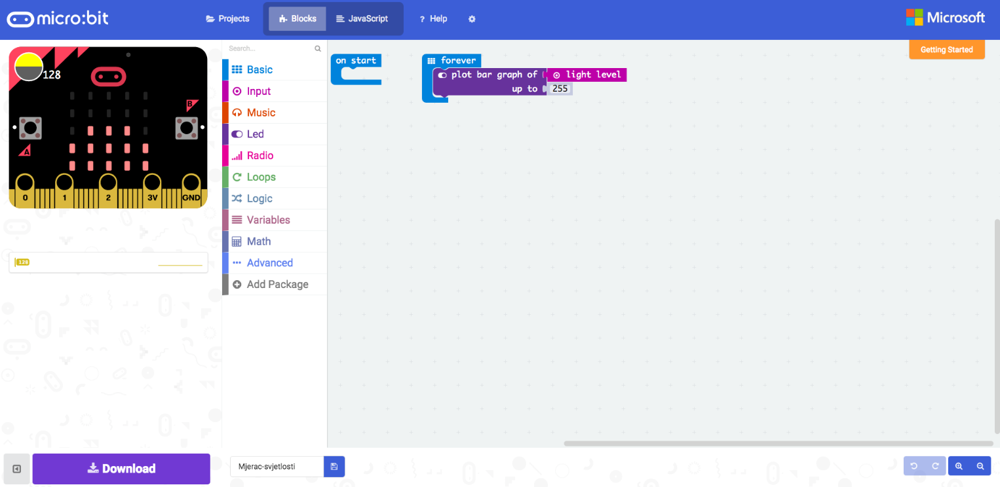 micro:bit
Projects
Blocks
JavaScript
? Help
Microsoft
Getting Started
128
B
A
0 1 2 3V GND
128
Search...
Basic
Input
Music
Led
Radio
Loops
Logic
Variables
Math
Advanced
Add Package
on start
forever
plot bar graph of light level
up to 255
Download
Mjerac-svjetlosti